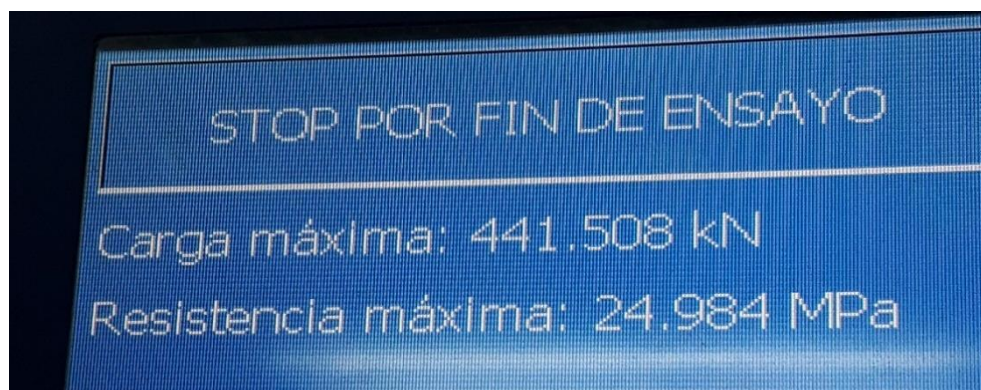 STOP POR FIN DE ENSAYO
Carga máxima: 441.508 kN
Resistencia máxima: 24.984 MPa